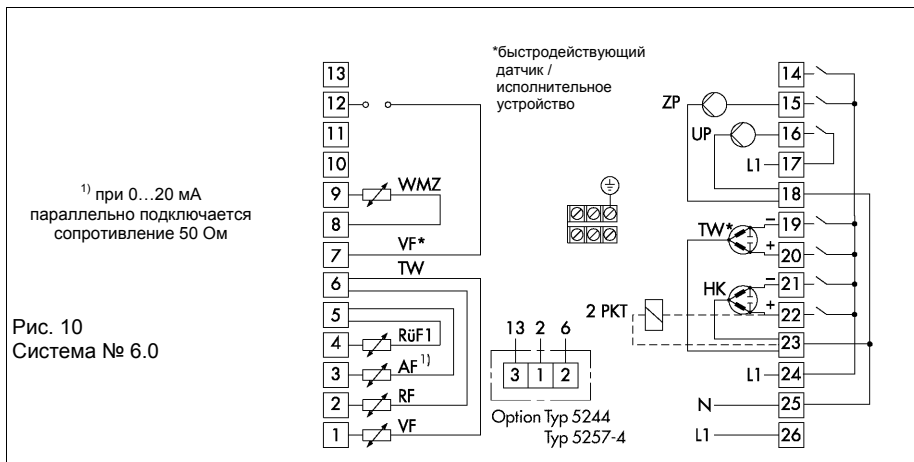 *быстродействующий
датчик /
исполнительное
устройство
1) при 0…20 мА
параллельно подключается
сопротивление 50 Ом
Рис. 10
Система № 6.0
13
12
11
10
9 WMZ
8
7 VF*
TW
6
5
4 RüF1
3 AF 1)
2 RF
1 VF
13 2 6
3 1 2
Option Typ 5244
Typ 5257-4
14
ZP 15
UP 16
L1 17
18
TW* − 19
+ 20
HK − 21
+ 22
2 PKT
23
L1 24
N 25
L1 26